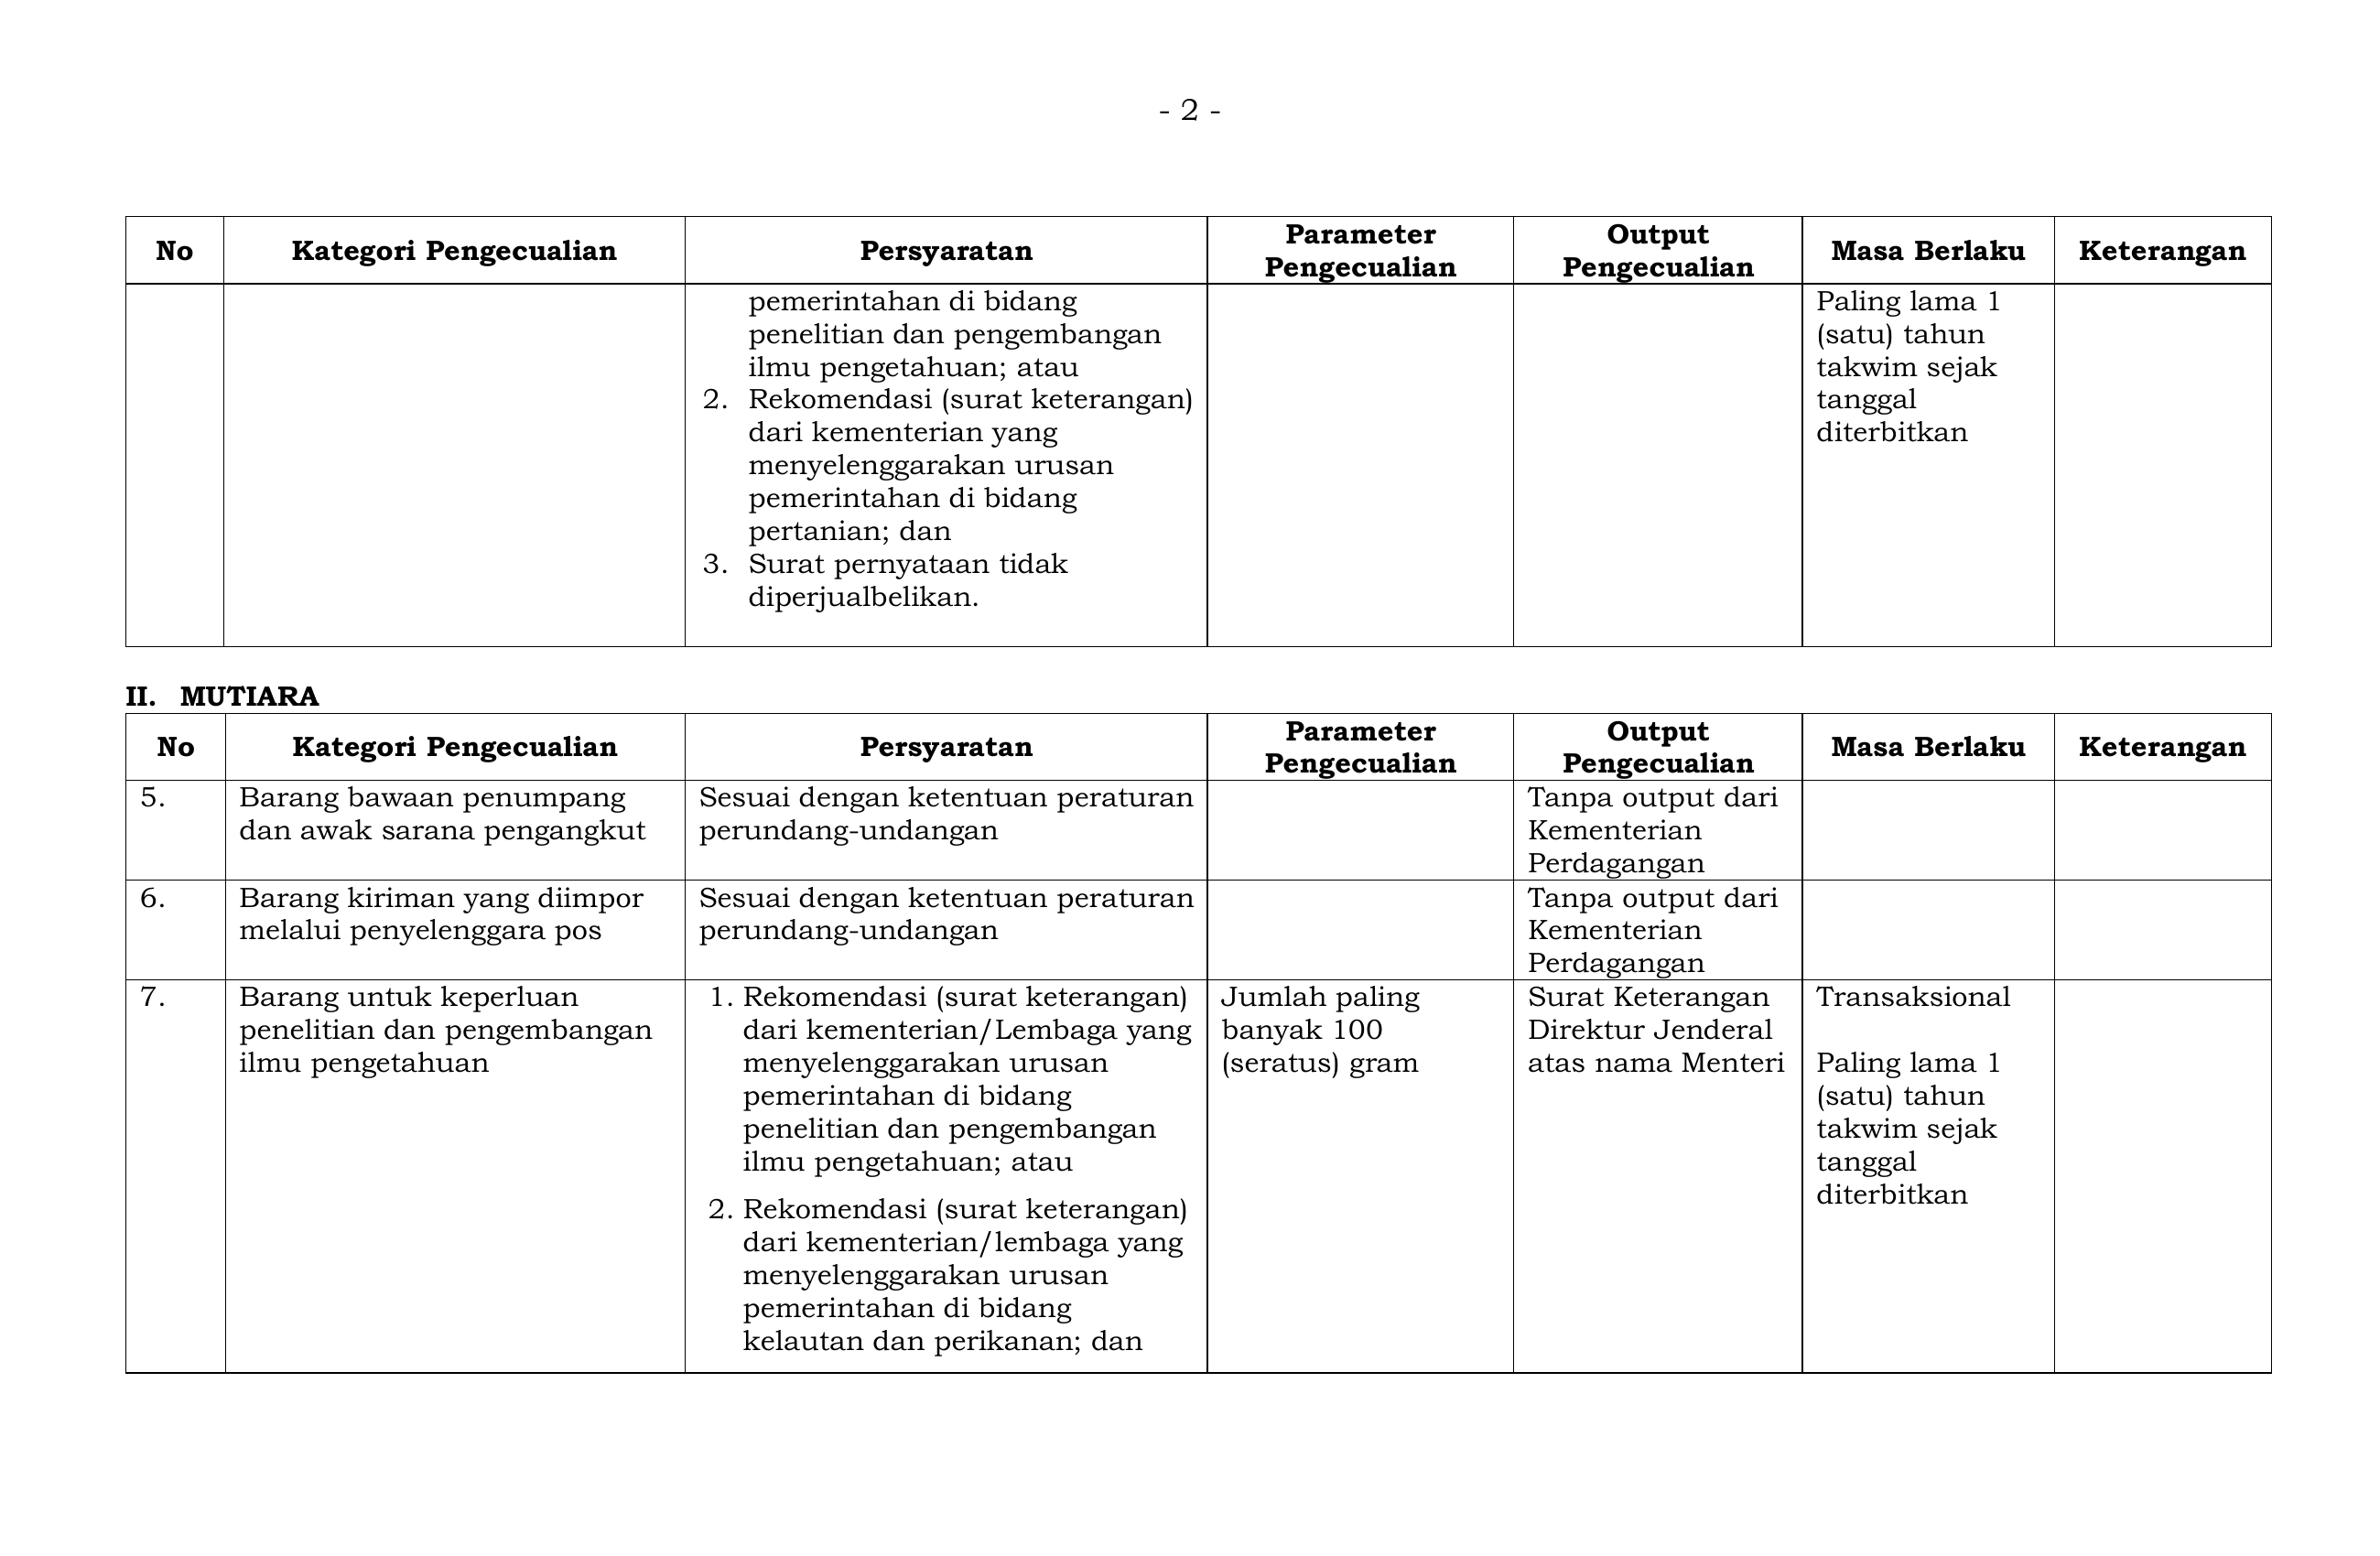 - 2 -
No
Kategori Pengecualian
Persyaratan
Parameter
Pengecualian
Output
Pengecualian
Masa Berlaku
Keterangan
pemerintahan di bidang
penelitian dan pengembangan
ilmu pengetahuan; atau
2. Rekomendasi (surat keterangan)
dari kementerian yang
menyelenggarakan urusan
pemerintahan di bidang
pertanian; dan
3. Surat pernyataan tidak
diperjualbelikan.
Paling lama 1
(satu) tahun
takwim sejak
tanggal
diterbitkan
II. MUTIARA
No
Kategori Pengecualian
Persyaratan
Parameter
Pengecualian
Output
Pengecualian
Masa Berlaku
Keterangan
5.
Barang bawaan penumpang
dan awak sarana pengangkut
Sesuai dengan ketentuan peraturan
perundang-undangan
Tanpa output dari
Kementerian
Perdagangan
6.
Barang kiriman yang diimpor
melalui penyelenggara pos
Sesuai dengan ketentuan peraturan
perundang-undangan
Tanpa output dari
Kementerian
Perdagangan
7.
Barang untuk keperluan
penelitian dan pengembangan
ilmu pengetahuan
1. Rekomendasi (surat keterangan)
dari kementerian/Lembaga yang
menyelenggarakan urusan
pemerintahan di bidang
penelitian dan pengembangan
ilmu pengetahuan; atau
2. Rekomendasi (surat keterangan)
dari kementerian/lembaga yang
menyelenggarakan urusan
pemerintahan di bidang
kelautan dan perikanan; dan
Jumlah paling
banyak 100
(seratus) gram
Surat Keterangan
Direktur Jenderal
atas nama Menteri
Transaksional
Paling lama 1
(satu) tahun
takwim sejak
tanggal
diterbitkan